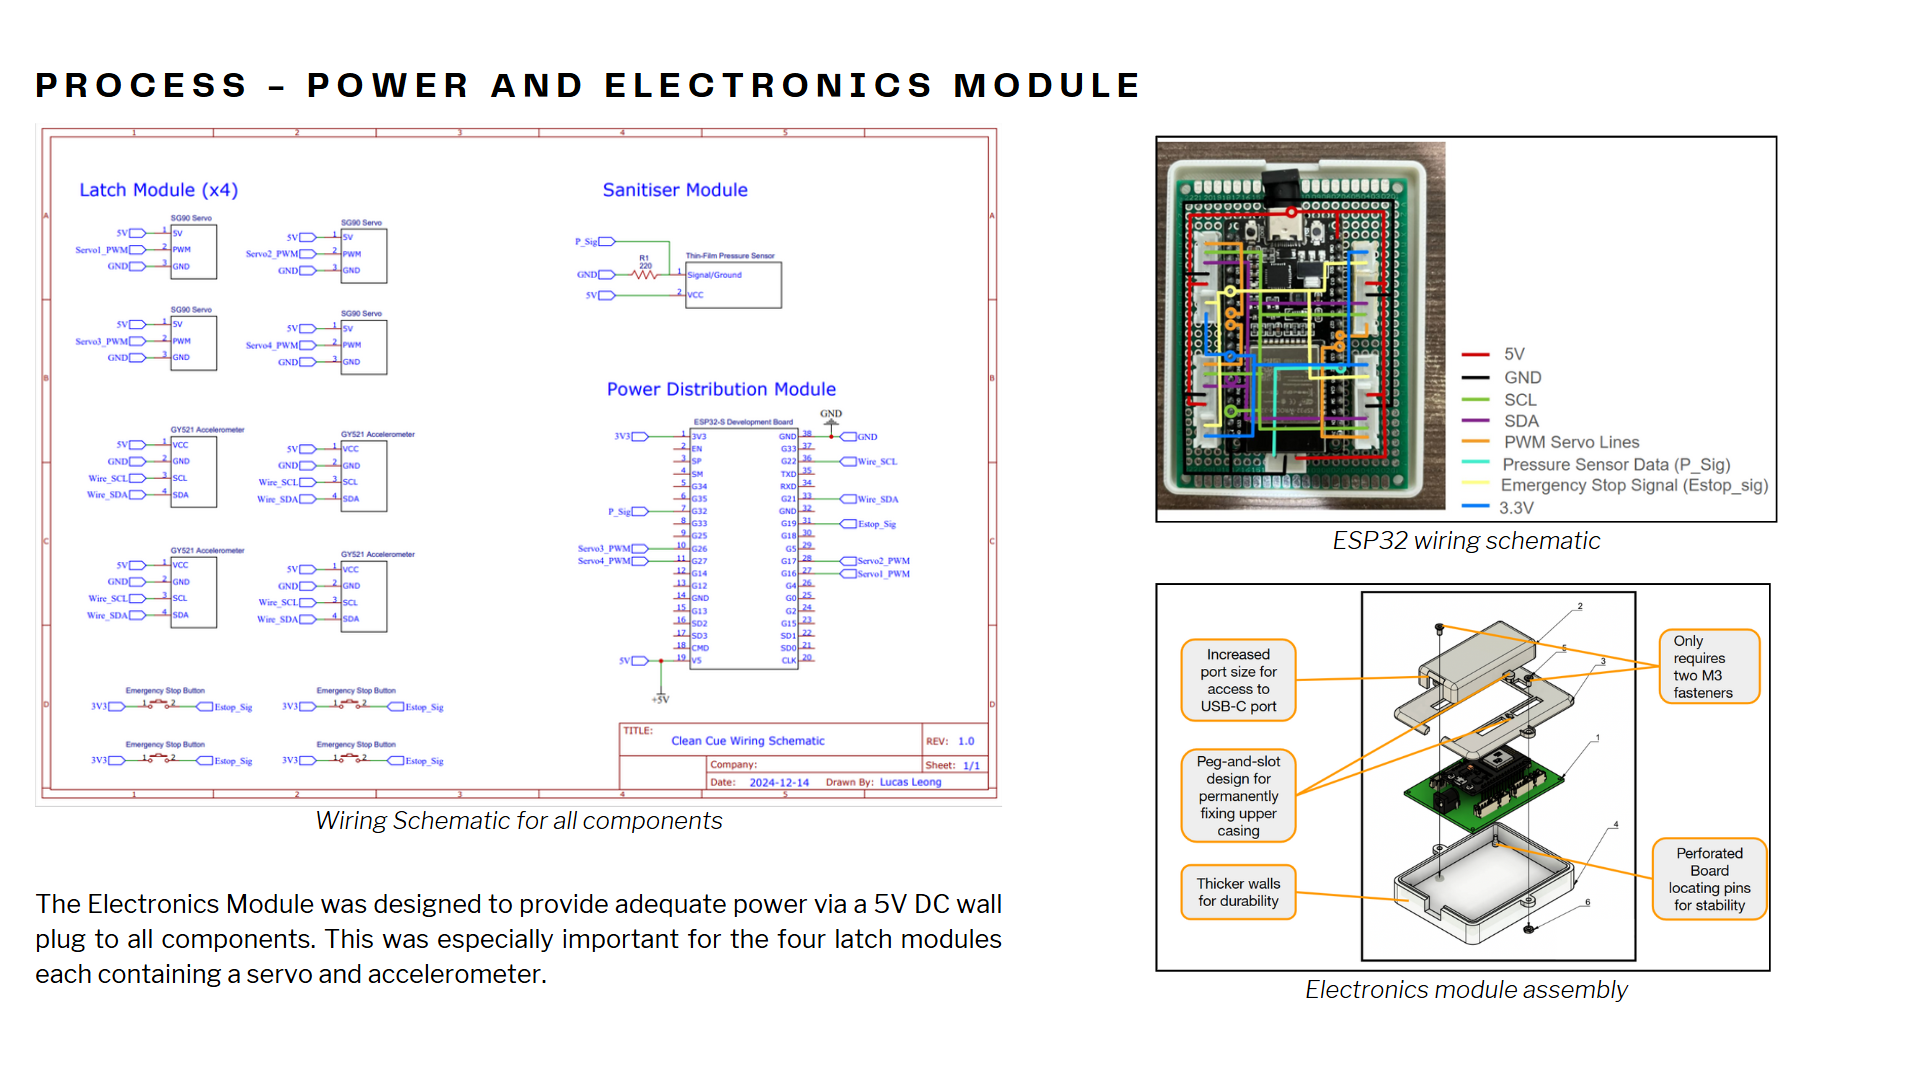 PROCESS – POWER AND ELECTRONICS MODULE
1 2 3 4 5
A
B
C
D
Latch Module (x4)
SG90 Servo
5V 1 5V
Servo1_PWM 2 PWM
GND 3 GND
SG90 Servo
5V 1 5V
Servo2_PWM 2 PWM
GND 3 GND
SG90 Servo
5V 1 5V
Servo3_PWM 2 PWM
GND 3 GND
SG90 Servo
5V 1 5V
Servo4_PWM 2 PWM
GND 3 GND
GY521 Accelerometer
5V 1 VCC
GND 2 GND
Wire_SCL 3 SCL
Wire_SDA 4 SDA
GY521 Accelerometer
5V 1 VCC
GND 2 GND
Wire_SCL 3 SCL
Wire_SDA 4 SDA
GY521 Accelerometer
5V 1 VCC
GND 2 GND
Wire_SCL 3 SCL
Wire_SDA 4 SDA
GY521 Accelerometer
5V 1 VCC
GND 2 GND
Wire_SCL 3 SCL
Wire_SDA 4 SDA
Emergency Stop Button
3V3 1 2 Estop_Sig
Emergency Stop Button
3V3 1 2 Estop_Sig
Emergency Stop Button
3V3 1 2 Estop_Sig
Emergency Stop Button
3V3 1 2 Estop_Sig
Sanitiser Module
P_Sig
R1
220
Thin-Film Pressure Sensor
GND 1 Signal/Ground
5V 2 VCC
Power Distribution Module
GND
ESP32-S Development Board
3V3 1 3V3 GND 38 GND
2 EN G33 37
3 SP G22 36 Wire_SCL
4 SM TXD 35
5 G34 RXD 34
6 G35 G21 33 Wire_SDA
P_Sig 7 G32 GND 32
8 G33 G19 31 Estop_Sig
9 G25 G18 30
Servo3_PWM 10 G26 G5 29
Servo4_PWM 11 G27 G17 28 Servo2_PWM
12 G14 G16 27 Servo1_PWM
13 G12 G4 26
14 GND G0 25
15 G13 G2 24
16 SD2 G15 23
17 SD3 SD1 22
18 CMD SD0 21
5V 19 V5 CLK 20
+5V
TITLE:
Clean Cue Wiring Schematic
REV: 1.0
Company:
Sheet: 1/1
Date: 2024-12-14 Drawn By: Lucas Leong
A
B
C
D
1 2 3 4 5
Wiring Schematic for all components
The Electronics Module was designed to provide adequate power via a 5V DC wall
plug to all components. This was especially important for the four latch modules
each containing a servo and accelerometer.
5V
GND
SCL
SDA
PWM Servo Lines
Pressure Sensor Data (P_Sig)
Emergency Stop Signal (Estop_sig)
3.3V
ESP32 wiring schematic
Increased
port size for
access to
USB-C port
Peg-and-slot
design for
permanently
fixing upper
casing
Thicker walls
for durability
2
5
3
1
4
6
Only
requires
two M3
fasteners
Perforated
Board
locating pins
for stability
Electronics module assembly